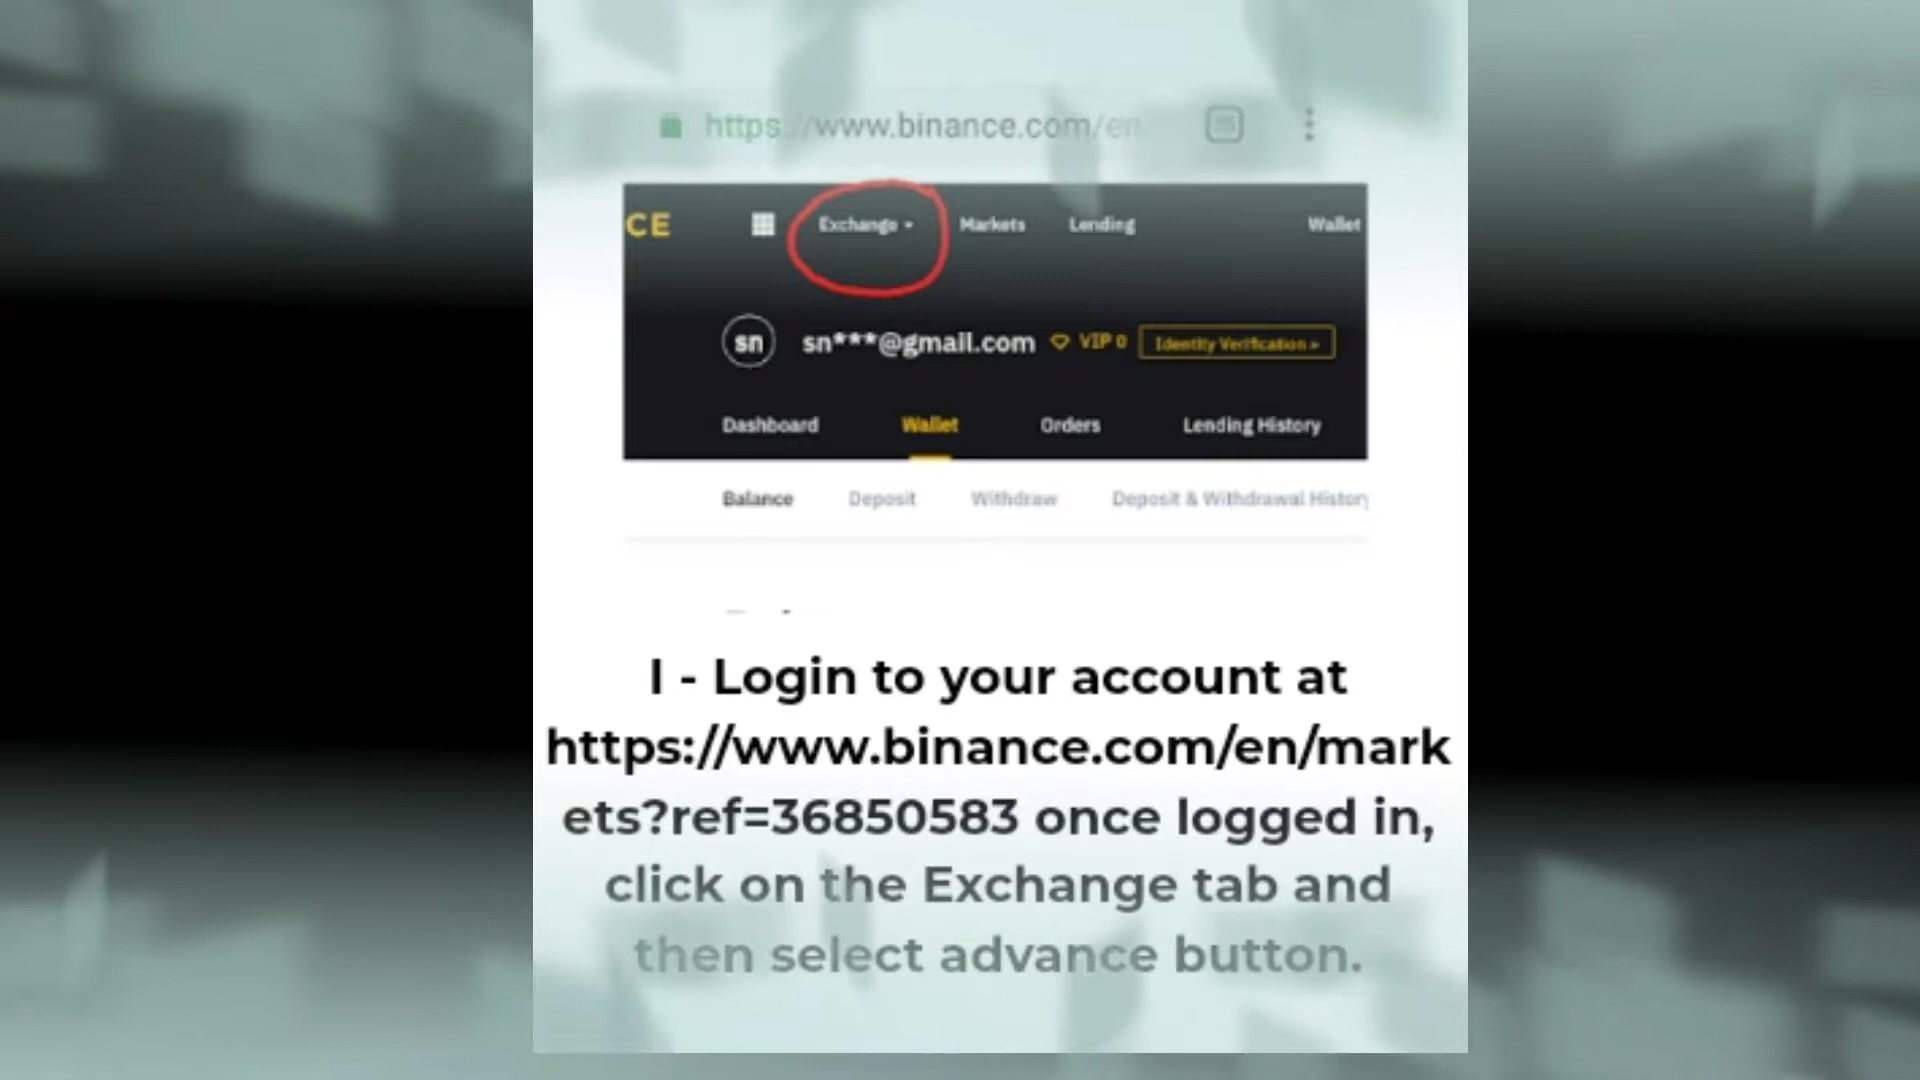 https://www.binance.com/en
CE Exchange Markets Lending Wallet
sn sn***@gmail.com VIP 0 Identity Verification »
Dashboard Wallet Orders Lending History
Balance Deposit Withdraw Deposit & Withdrawal History
I - Login to your account at
https://www.binance.com/en/mark
ets?ref=36850583 once logged in,
click on the Exchange tab and
then select advance button.